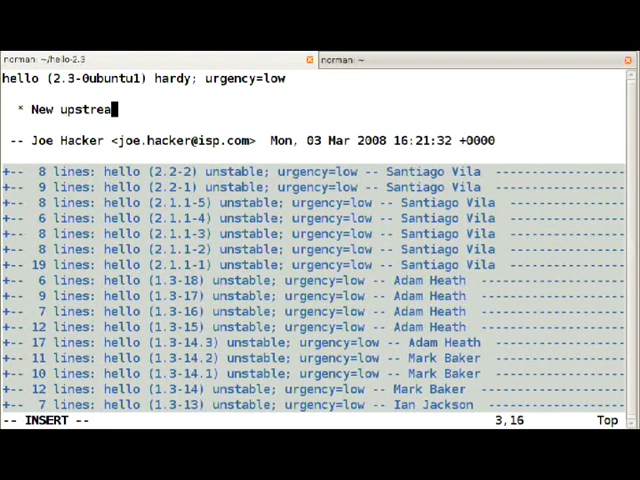 norman: ~/hello-2.3
norman: ~
hello (2.3-0ubuntu1) hardy; urgency=low
* New upstrea
-- Joe Hacker <joe.hacker@isp.com>  Mon, 03 Mar 2008 16:21:32 +0000
+--  8 lines: hello (2.2-2) unstable; urgency=low -- Santiago Vila  ----------------
+--  9 lines: hello (2.2-1) unstable; urgency=low -- Santiago Vila  ----------------
+--  8 lines: hello (2.1.1-5) unstable; urgency=low -- Santiago Vila  --------------
+--  6 lines: hello (2.1.1-4) unstable; urgency=low -- Santiago Vila  --------------
+--  8 lines: hello (2.1.1-3) unstable; urgency=low -- Santiago Vila  --------------
+--  8 lines: hello (2.1.1-2) unstable; urgency=low -- Santiago Vila  --------------
+-- 19 lines: hello (2.1.1-1) unstable; urgency=low -- Santiago Vila  --------------
+--  6 lines: hello (1.3-18) unstable; urgency=low -- Adam Heath  ------------------
+--  9 lines: hello (1.3-17) unstable; urgency=low -- Adam Heath  ------------------
+--  7 lines: hello (1.3-16) unstable; urgency=low -- Adam Heath  ------------------
+-- 12 lines: hello (1.3-15) unstable; urgency=low -- Adam Heath  ------------------
+-- 17 lines: hello (1.3-14.3) unstable; urgency=low -- Adam Heath  ----------------
+-- 11 lines: hello (1.3-14.2) unstable; urgency=low -- Mark Baker  ----------------
+-- 10 lines: hello (1.3-14.1) unstable; urgency=low -- Mark Baker  ----------------
+-- 12 lines: hello (1.3-14) unstable; urgency=low -- Mark Baker  ------------------
+--  7 lines: hello (1.3-13) unstable; urgency=low -- Ian Jackson  -----------------
-- INSERT --  3,16  Top